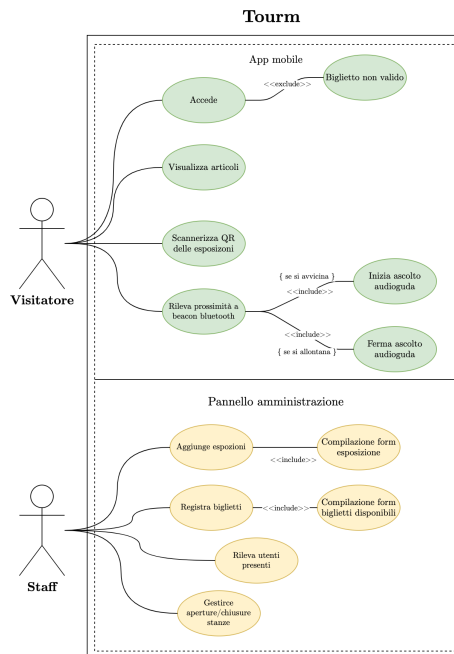 Tourm
App mobile
Accede
<<exclude>>
Biglietto non valido
Visualizza articoli
Scannerizza QR
delle esposizoni
Visitatore
Rileva prossimità a
beacon bluetooth
{ se si avvicina }
<<include>>
Inizia ascolto
audioguda
<<include>>
{ se si allontana }
Ferma ascolto
audioguda
Pannello amministrazione
Aggiunge espozioni
<<include>>
Compilazione form
esposizione
Registra biglietti
<<include>>
Compilazione form
biglietti disponibili
Staff
Rileva utenti
presenti
Gestirce
aperture/chiusure
stanze